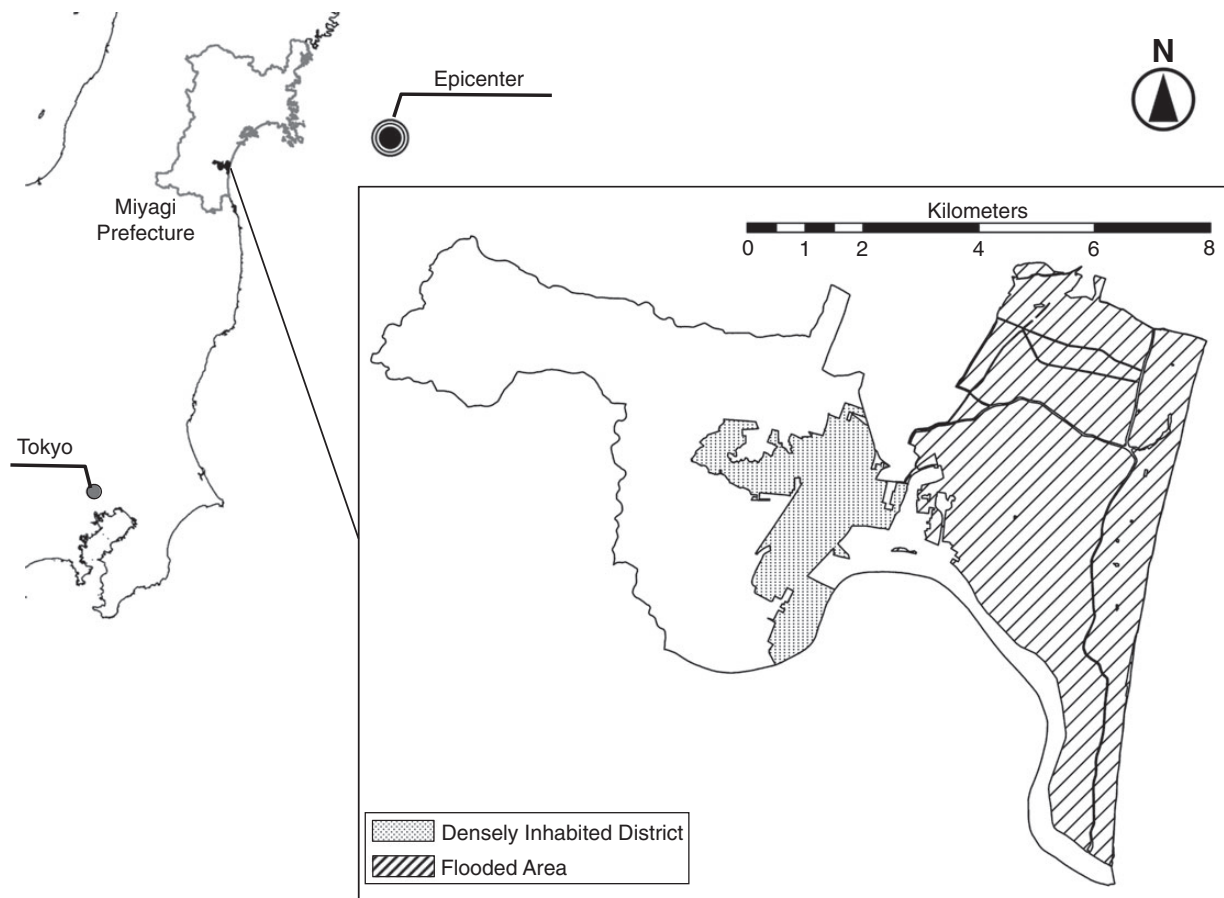 N
Epicenter
Miyagi
Prefecture
Kilometers
0 1 2 4 6 8
Tokyo
Densely Inhabited District
Flooded Area